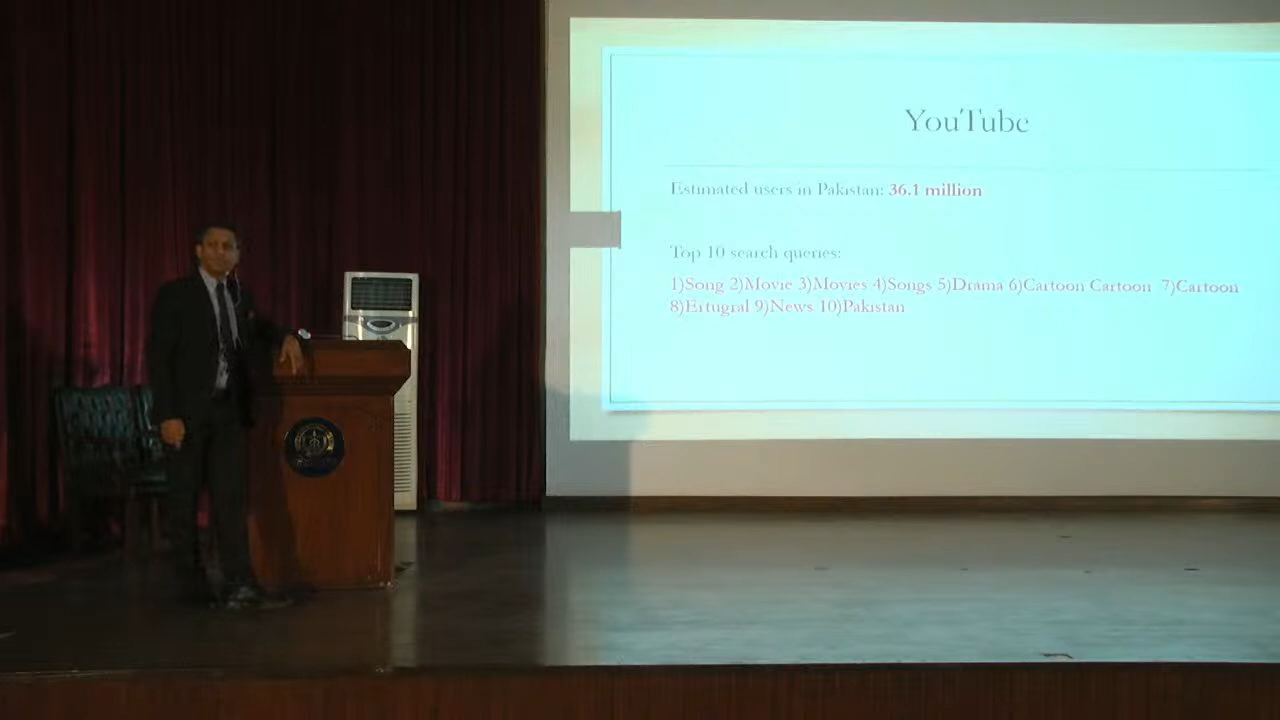 YouTube
Estimated users in Pakistan: 36.1 million
Top 10 search queries:
1)Song 2)Movie 3)Movies 4)Songs 5)Drama 6)Cartoon Cartoon 7)Cartoon
8)Ertugral 9)News 10)Pakistan